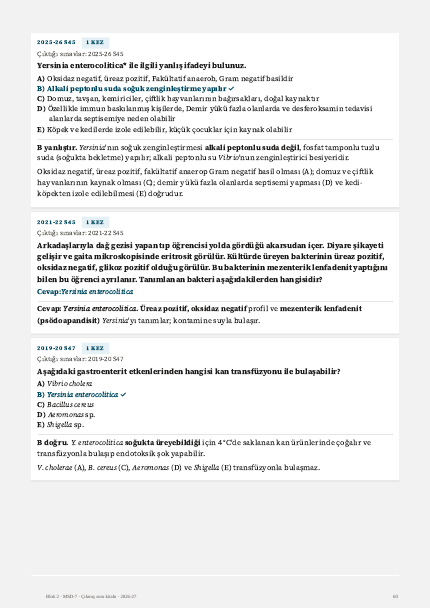 2025-26 S45 1 KEZ
Çıktığı sınavlar: 2025-26 S45
Yersinia enterocolitica* ile ilgili yanlış ifadeyi bulunuz.
A) Oksidaz negatif, üreaz pozitif, Fakültatif anaerob, Gram negatif basildir
B) Alkali peptonlu suda soğuk zenginleştirme yapılır ✓
C) Domuz, tavşan, kemiriciler, çiftlik hayvanlarının bağırsakları, doğal kaynaktır
D) Özellikle immun baskılanmış kişilerde, Demir yükü fazla olanlarda ve desferoksamin tedavisi
alanlarda septisemiye neden olabilir
E) Köpek ve kedilerde izole edilebilir, küçük çocuklar için kaynak olabilir
B yanlıştır. Yersinia'nın soğuk zenginleştirmesi alkali peptonlu suda değil, fosfat tamponlu tuzlu
suda (soğukta bekletme) yapılır; alkali peptonlu su Vibrio'nun zenginleştirici besiyeridir.
Oksidaz negatif, üreaz pozitif, fakültatif anaerob Gram negatif basil olması (A); domuz ve çiftlik
hayvanlarının kaynak olması (C); demir yükü fazla olanlarda septisemi yapması (D) ve kedi-
köpekten izole edilebilmesi (E) doğrudur.
2021-22 S45 1 KEZ
Çıktığı sınavlar: 2021-22 S45
Arkadaşlarıyla dağ gezisi yapan tıp öğrencisi yolda gördüğü akarsudan içer. Diyare şikayeti
gelişir ve gaita mikroskopisinde eritrosit görülür. Kültürde üreyen bakterinin üreaz pozitif,
oksidaz negatif, glikoz pozitif olduğu görülür. Bu bakterinin mezenterik lenfadenit yaptığını
bilen bu öğrenci ayrılanır. Tanımlanan bakteri aşağıdakilerden hangisidir?
Cevap:Yersinia enterocolitica
Cevap: Yersinia enterocolitica. Üreaz pozitif, oksidaz negatif profil ve mezenterik lenfadenit
(psödoapandisit) Yersinia'yı tanımlar; kontamine suyla bulaşır.
2019-20 S47 1 KEZ
Çıktığı sınavlar: 2019-20 S47
Aşağıdaki gastroenterit etkenlerinden hangisi kan transfüzyonu ile bulaşabilir?
A) Vibrio cholera
B) Yersinia enterocolitica ✓
C) Bacillus cereus
D) Aeromonas sp.
E) Shigella sp.
B doğru. Y. enterocolitica soğukta üreyebildiği için 4°C'de saklanan kan ürünlerinde çoğalır ve
transfüzyonla bulaşıp endotoksik şok yapabilir.
V. cholerae (A), B. cereus (C), Aeromonas (D) ve Shigella (E) transfüzyonla bulaşmaz.